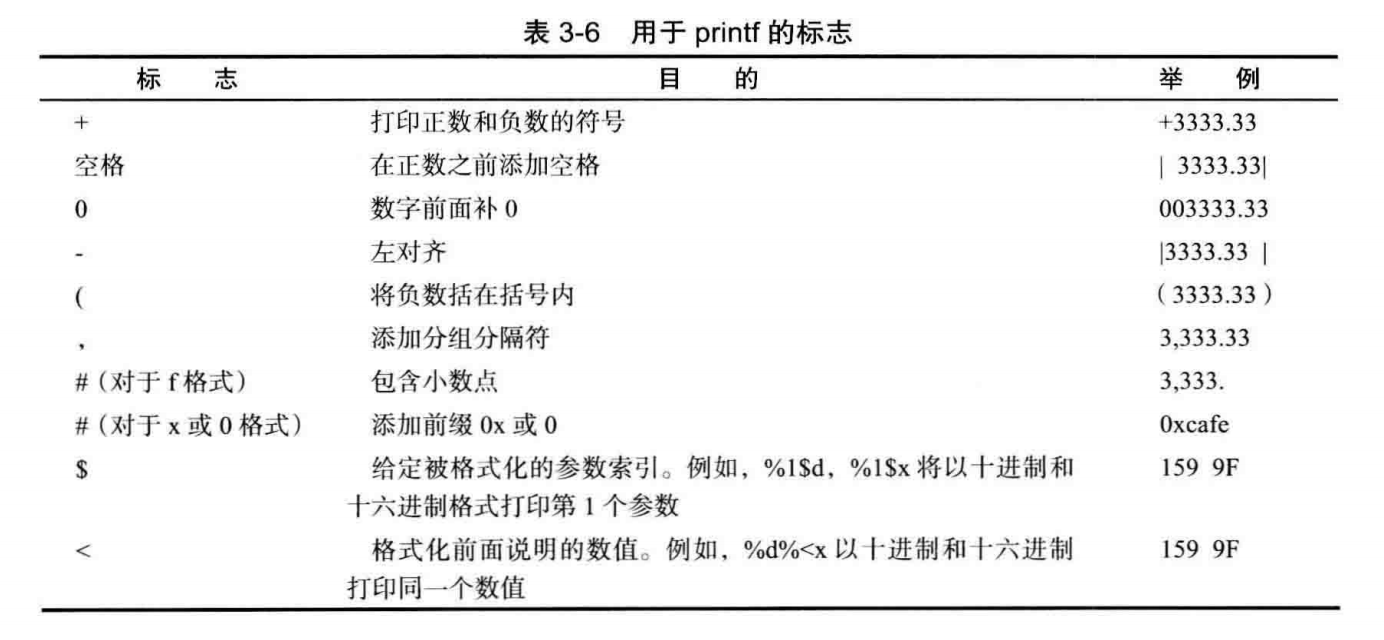 表 3-6 用于 printf 的标志
标 志 目 的 举 例
+ 打印正数和负数的符号 +3333.33
空格 在正数之前添加空格 | 3333.33|
0 数字前面补 0 003333.33
- 左对齐 |3333.33 |
( 将负数括在括号内 （3333.33）
, 添加分组分隔符 3,333.33
#（对于 f 格式） 包含小数点 3,333.
#（对于 x 或 0 格式） 添加前缀 0x 或 0 0xcafe
$ 给定被格式化的参数索引。例如，%1$d，%1$x 将以十进制和 159 9F
十六进制格式打印第 1 个参数
< 格式化前面说明的数值。例如，%d%<x 以十进制和十六进制 159 9F
打印同一个数值